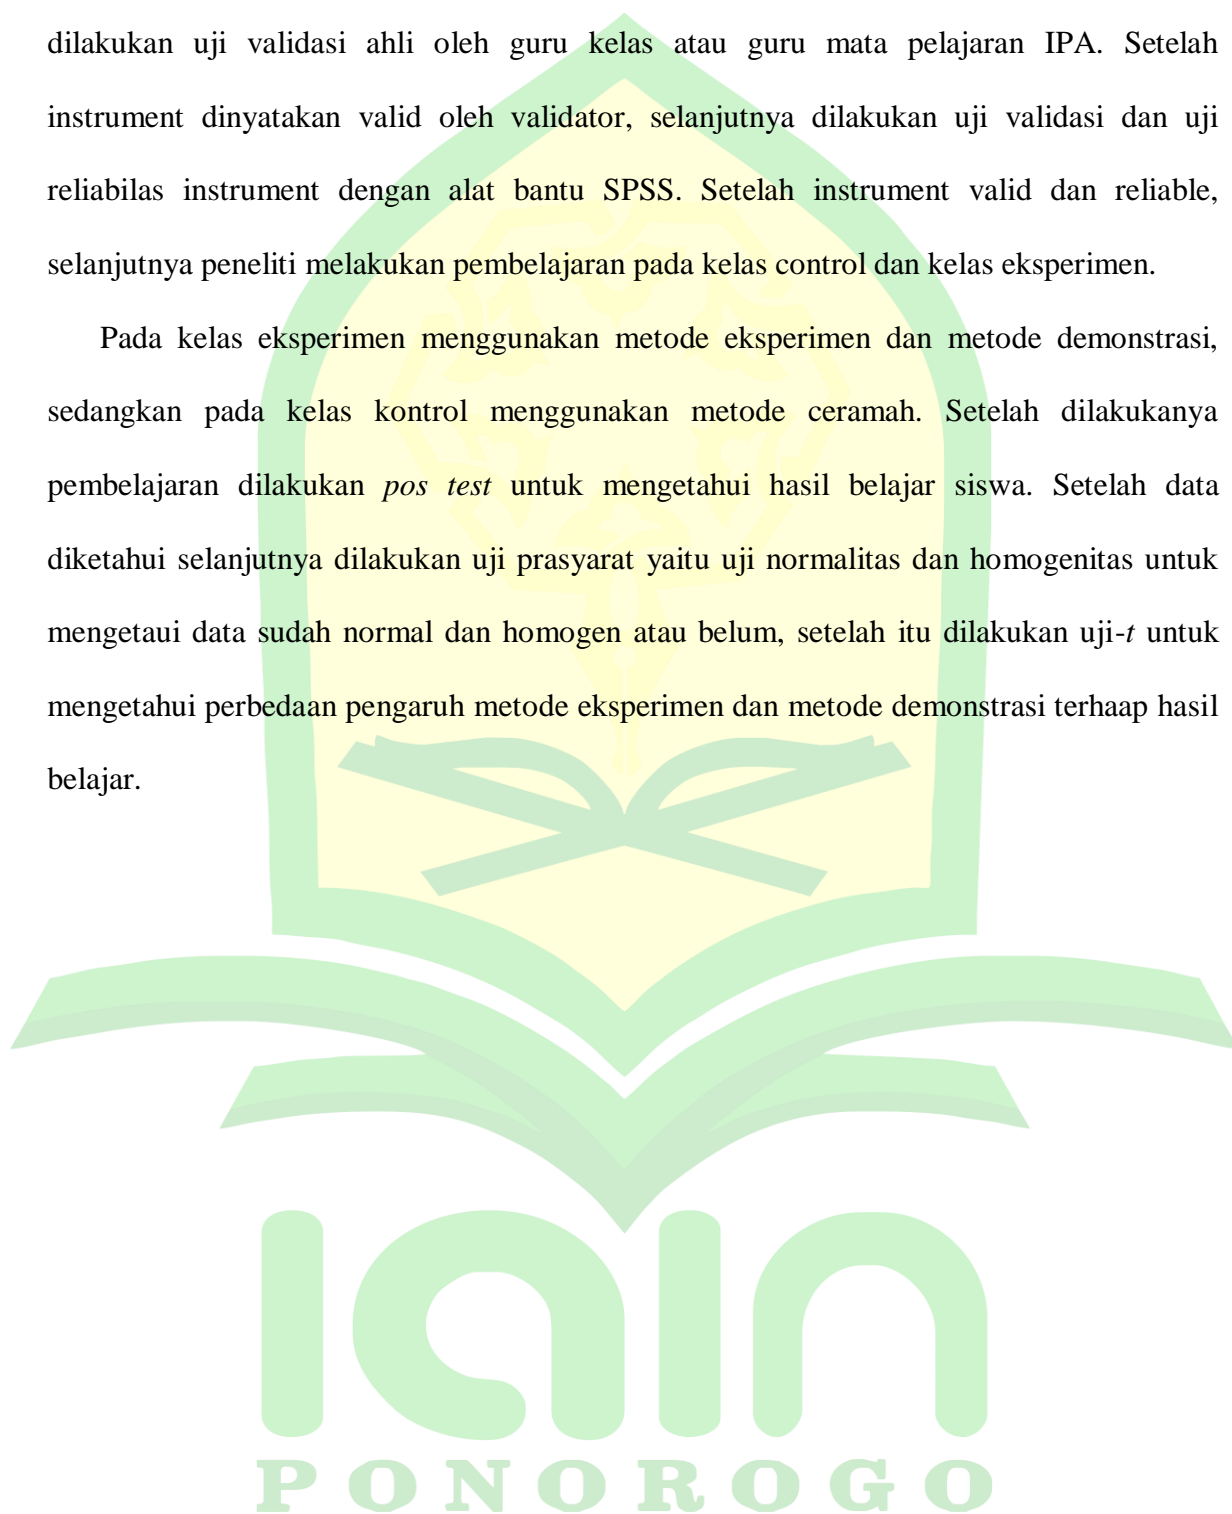 dilakukan uji validasi ahli oleh guru kelas atau guru mata pelajaran IPA. Setelah
instrument dinyatakan valid oleh validator, selanjutnya dilakukan uji validasi dan uji
reliabilas instrument dengan alat bantu SPSS. Setelah instrument valid dan reliable,
selanjutnya peneliti melakukan pembelajaran pada kelas control dan kelas eksperimen.
Pada kelas eksperimen menggunakan metode eksperimen dan metode demonstrasi,
sedangkan pada kelas kontrol menggunakan metode ceramah. Setelah dilakukanya
pembelajaran dilakukan pos test untuk mengetahui hasil belajar siswa. Setelah data
diketahui selanjutnya dilakukan uji prasyarat yaitu uji normalitas dan homogenitas untuk
mengetaui data sudah normal dan homogen atau belum, setelah itu dilakukan uji-t untuk
mengetahui perbedaan pengaruh metode eksperimen dan metode demonstrasi terhaap hasil
belajar.
iain
PONOROGO